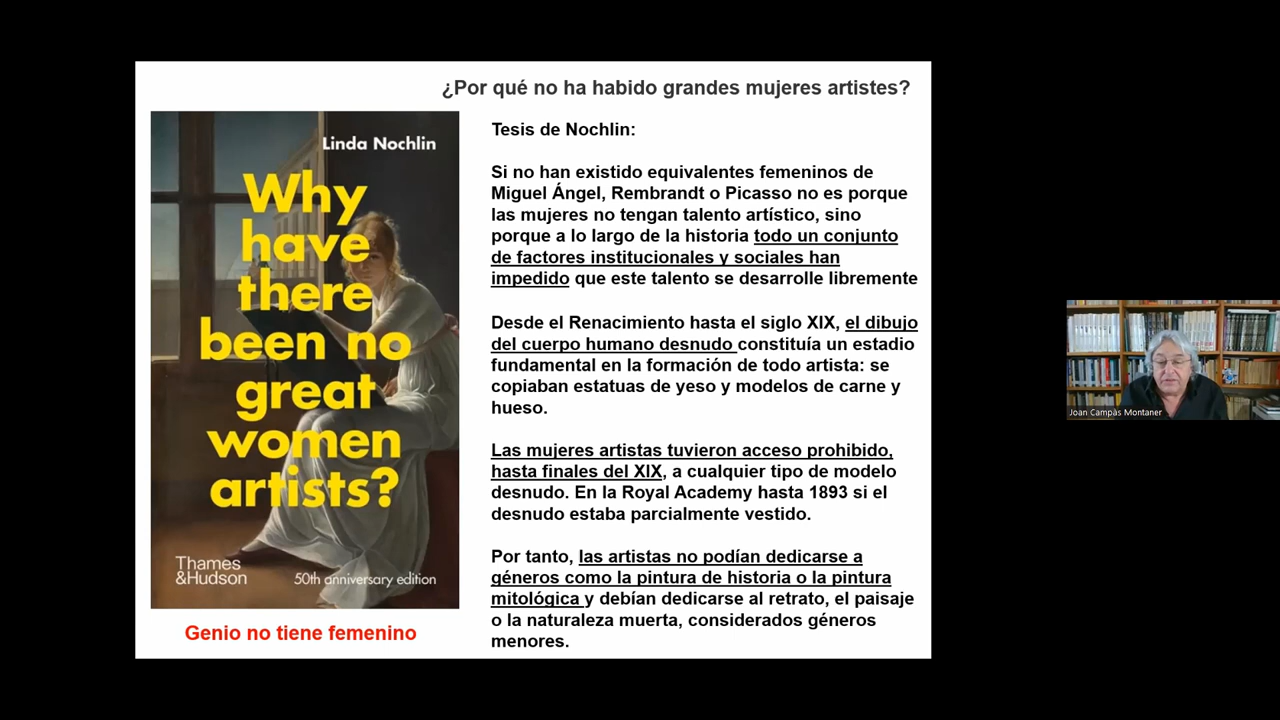 ¿Por qué no ha habido grandes mujeres artistes?
Linda Nochlin
Why
have
there
been no
great
women
artists?
Thames
&Hudson
50th anniversary edition
Genio no tiene femenino
Tesis de Nochlin:
Si no han existido equivalentes femeninos de
Miguel Ángel, Rembrandt o Picasso no es porque
las mujeres no tengan talento artístico, sino
porque a lo largo de la historia todo un conjunto
de factores institucionales y sociales han
impedido que este talento se desarrolle libremente
Desde el Renacimiento hasta el siglo XIX, el dibujo
del cuerpo humano desnudo constituía un estadio
fundamental en la formación de todo artista: se
copiaban estatuas de yeso y modelos de carne y
hueso.
Las mujeres artistas tuvieron acceso prohibido,
hasta finales del XIX, a cualquier tipo de modelo
desnudo. En la Royal Academy hasta 1893 si el
desnudo estaba parcialmente vestido.
Por tanto, las artistas no podían dedicarse a
géneros como la pintura de historia o la pintura
mitológica y debían dedicarse al retrato, el paisaje
o la naturaleza muerta, considerados géneros
menores.
Joan Campàs Montaner